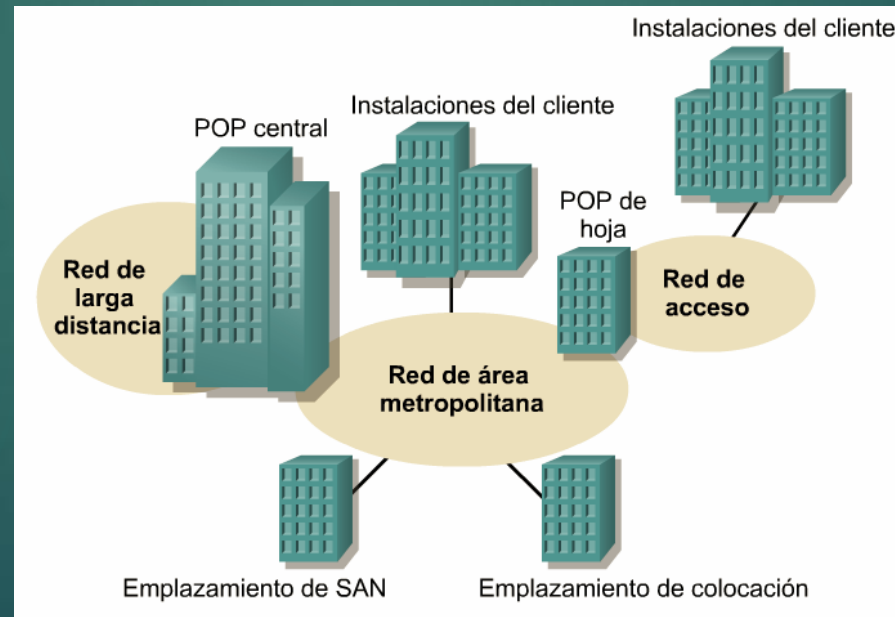 Instalaciones del cliente
Instalaciones del cliente
POP central
POP de
hoja
Red de
larga
distancia
Red de
acceso
Red de área
metropolitana
Emplazamiento de SAN
Emplazamiento de colocación